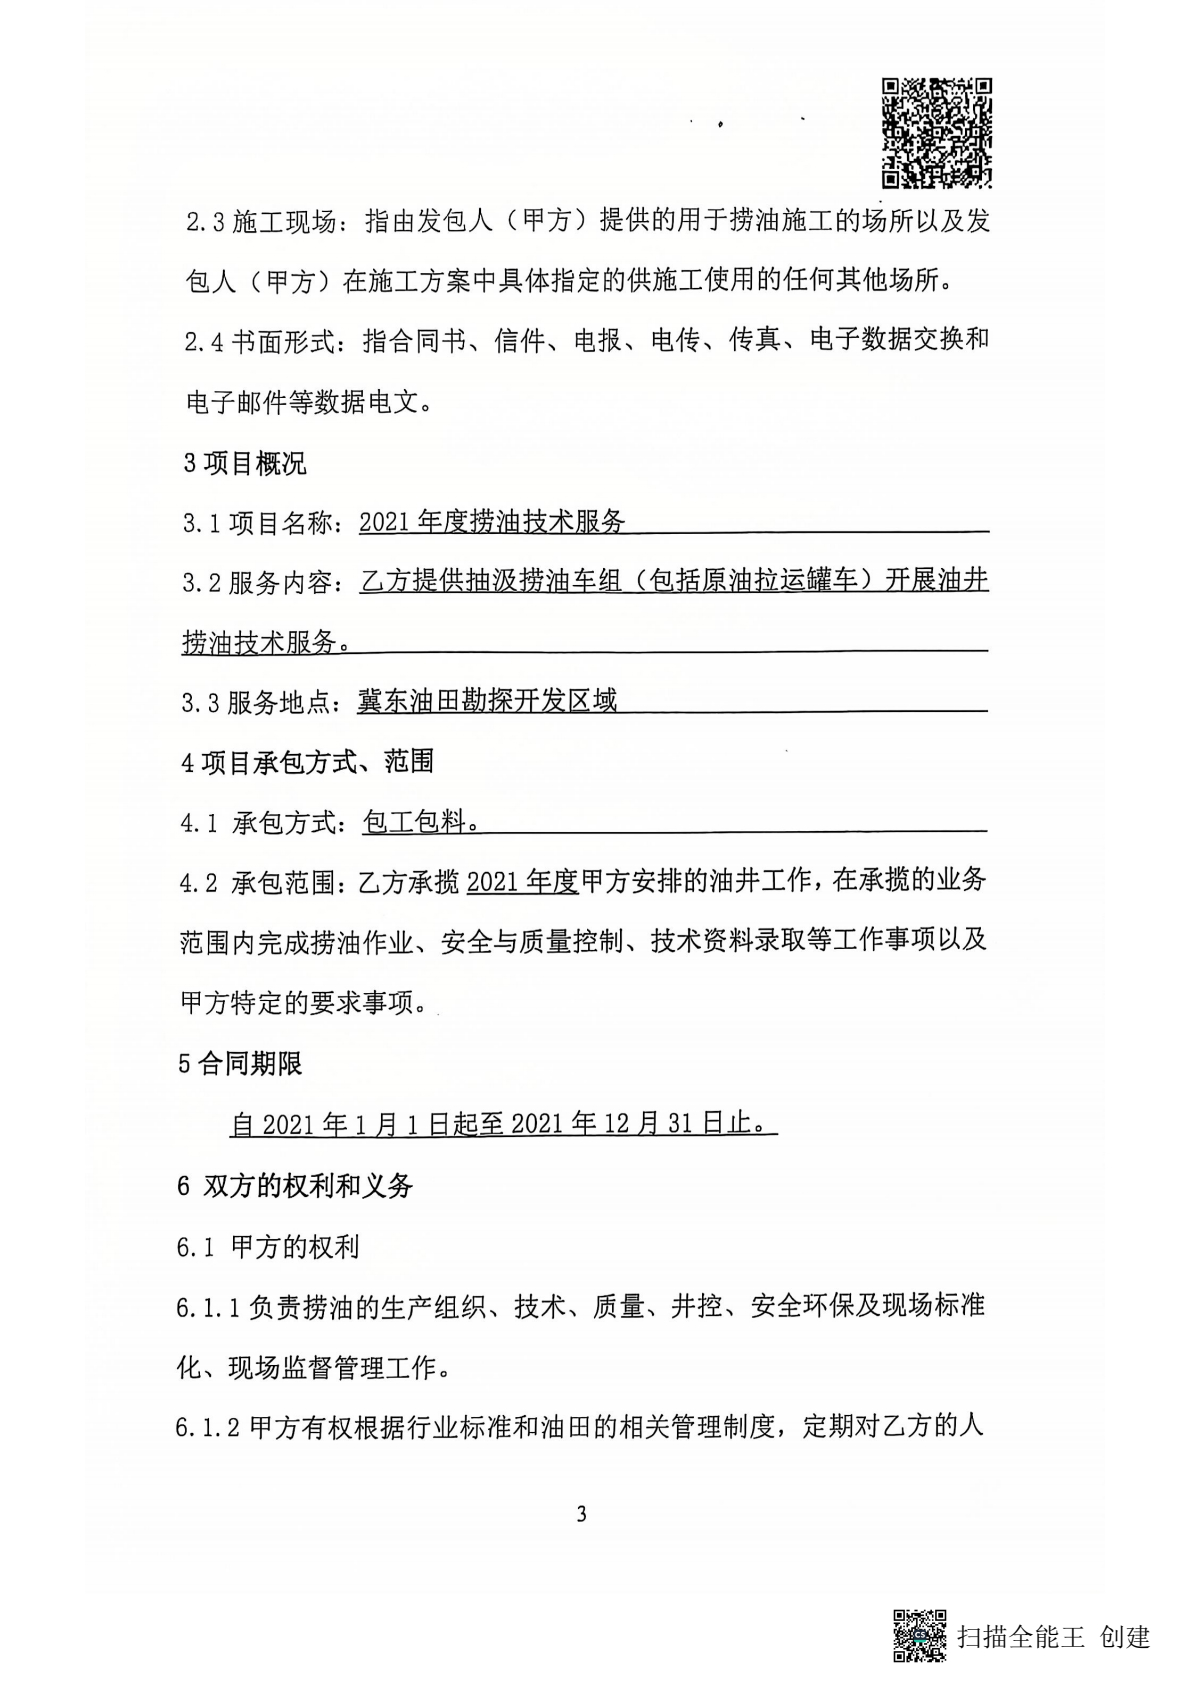 2.3 施工现场：指由发包人（甲方）提供的用于捞油施工的场所以及发
包人（甲方）在施工方案中具体指定的供施工使用的任何其他场所。
2.4 书面形式：指合同书、信件、电报、电传、传真、电子数据交换和
电子邮件等数据电文。
3 项目概况
3.1 项目名称：2021 年度捞油技术服务
3.2 服务内容：乙方提供抽汲捞油车组（包括原油拉运罐车）开展油井
捞油技术服务。
3.3 服务地点：冀东油田勘探开发区域
4 项目承包方式、范围
4.1 承包方式：包工包料。
4.2 承包范围：乙方承揽 2021 年度甲方安排的油井工作，在承揽的业务
范围内完成捞油作业、安全与质量控制、技术资料录取等工作事项以及
甲方特定的要求事项。
5 合同期限
自 2021 年 1 月 1 日起至 2021 年 12 月 31 日止。
6 双方的权利和义务
6.1 甲方的权利
6.1.1 负责捞油的生产组织、技术、质量、井控、安全环保及现场标准
化、现场监督管理工作。
6.1.2 甲方有权根据行业标准和油田的相关管理制度，定期对乙方的人
3
扫描全能王 创建